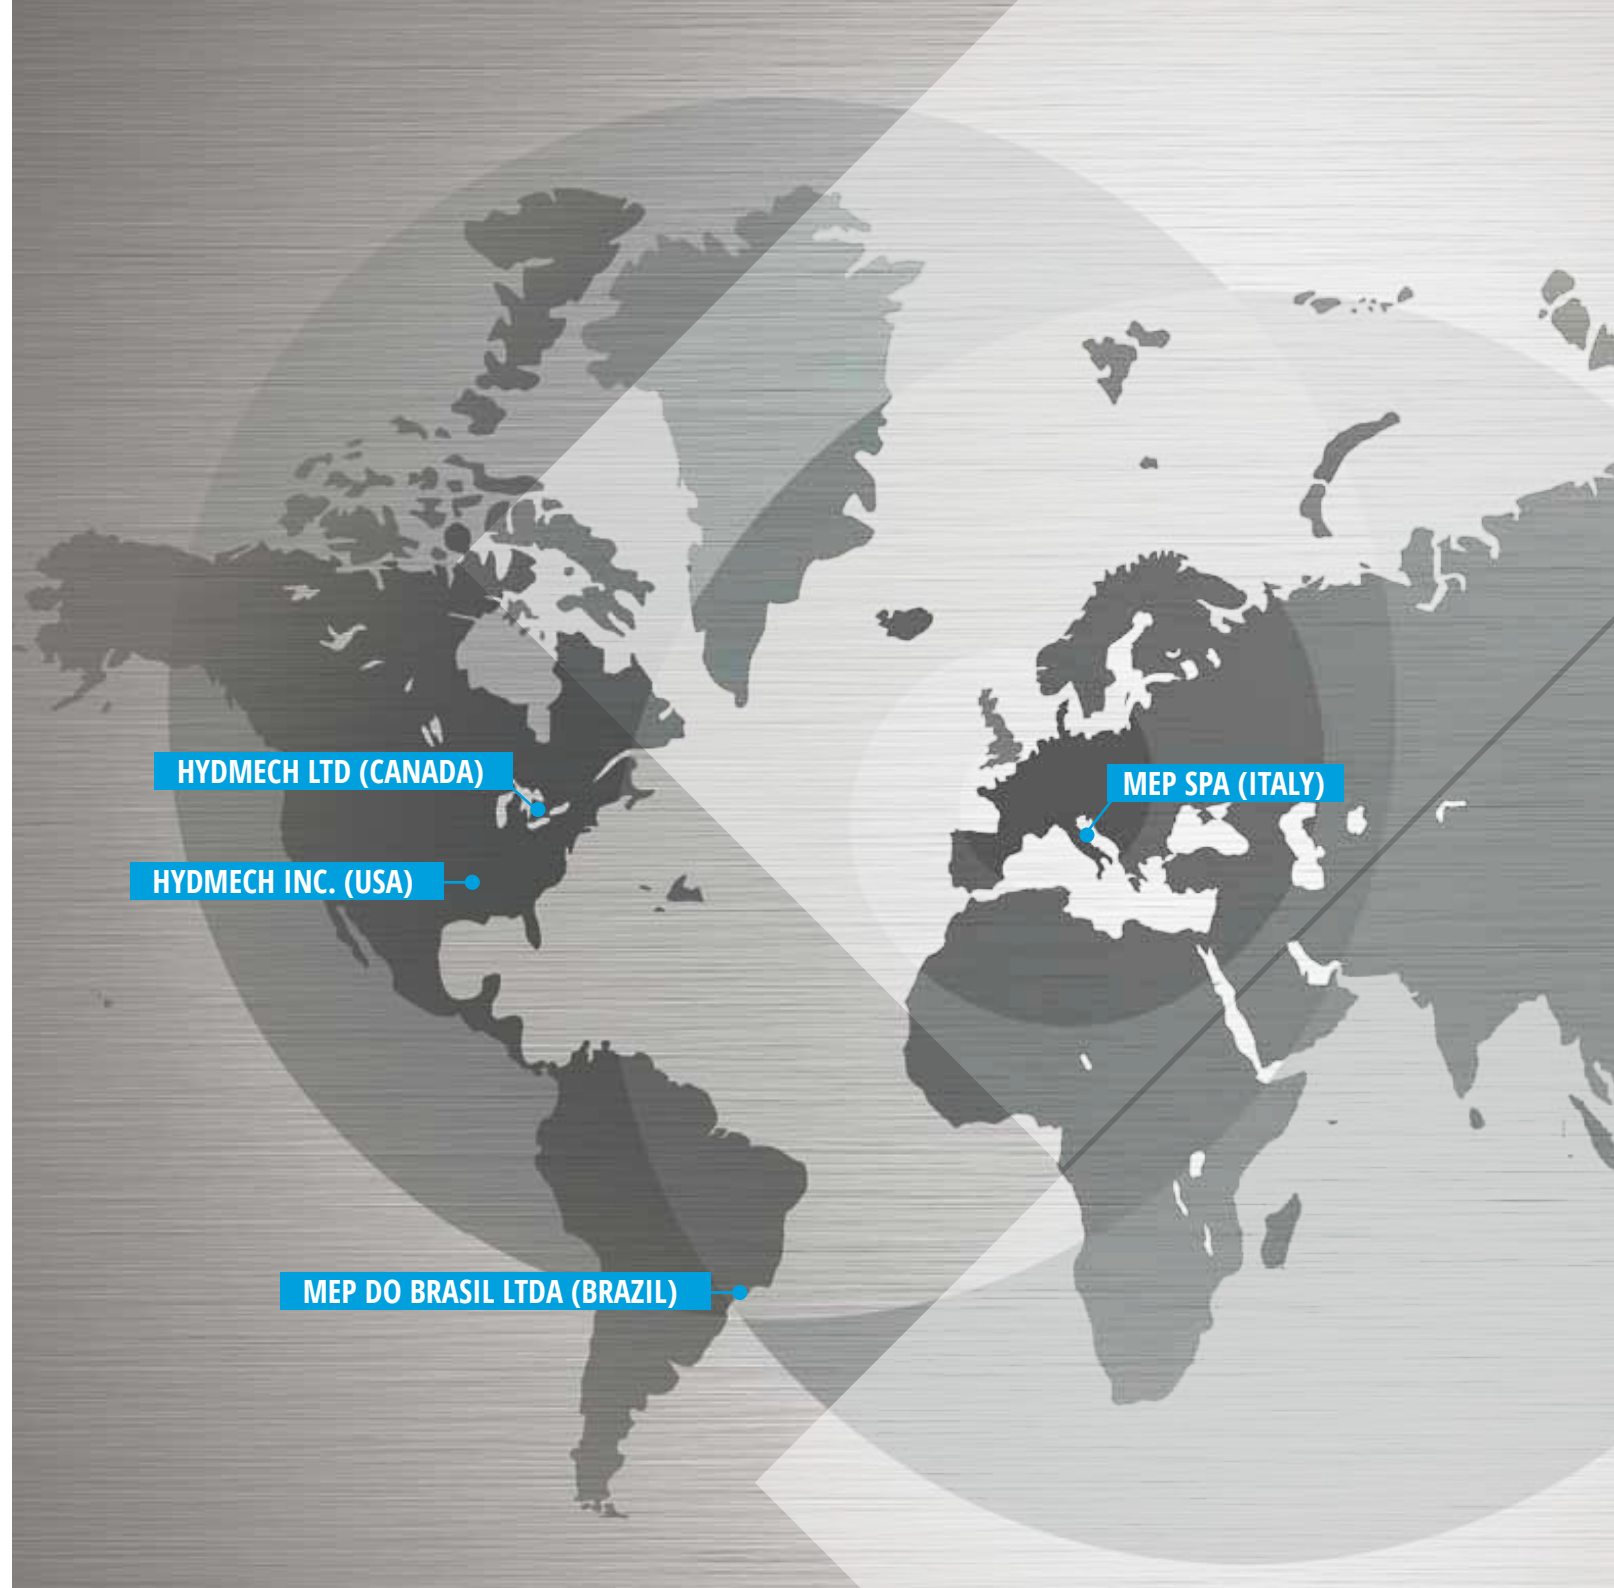 HYDMECH LTD (CANADA)
MEP SPA (ITALY)
HYDMECH INC. (USA)
MEP DO BRASIL LTDA (BRAZIL)